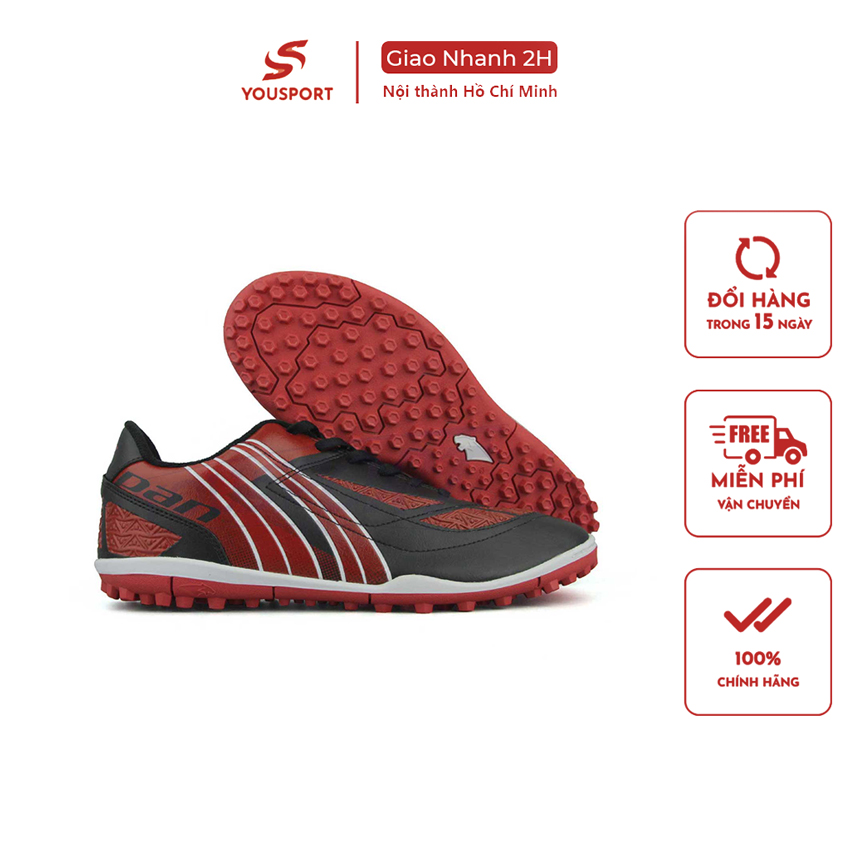 YOUSPORT
Giao Nhanh 2H
Nội thành Hồ Chí Minh
ĐỔI HÀNG
TRONG 15 NGÀY
FREE
MIỄN PHÍ
VẬN CHUYỂN
100%
CHÍNH HÃNG
Pan